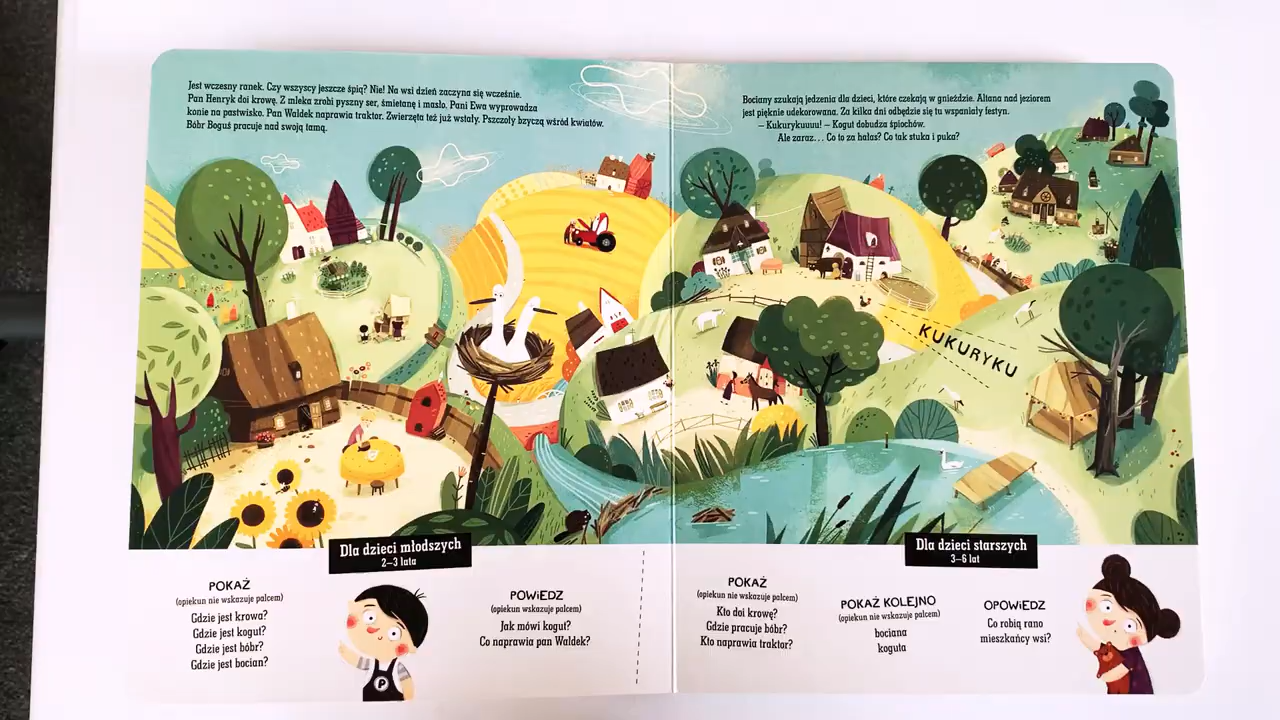 Jest wczesny ranek. Czy wszyscy jeszcze śpią? Nie! Na wsi dzień zaczyna się wcześnie.
Pan Henryk doi krowę. Z mleka zrobi pyszny ser, śmietanę i masło. Pani Ewa wyprowadza
konie na pastwisko. Pan Waldek naprawia traktor. Zwierzęta też już wstały. Pszczoły bzyczą wśród kwiatów.
Bóbr Boguś pracuje nad swoją tamą.
Bociany szukają jedzenia dla dzieci, które czekają w gnieździe. Altana nad jeziorem
jest pięknie udekorowana. Za kilka dni odbędzie się tu wspaniały festyn.
– Kukurykuuuu! – Kogut dobudza śpiochów.
Ale zaraz... Co to za hałas? Co tak stuka i puka?
KUKURYKU
Dla dzieci młodszych
2–3 lata
POKAŻ
(opiekun nie wskazuje palcem)
Gdzie jest krowa?
Gdzie jest kogut?
Gdzie jest bóbr?
Gdzie jest bocian?
P
POWiEDZ
(opiekun wskazuje palcem)
Jak mówi kogut?
Co naprawia pan Waldek?
Dla dzieci starszych
3–6 lat
POKAŻ
(opiekun nie wskazuje palcem)
Kto doi krowę?
Gdzie pracuje bóbr?
Kto naprawia traktor?
POKAŻ KOLEJNO
(opiekun nie wskazuje palcem)
bociana
koguta
OPOWiEDZ
Co robią rano
mieszkańcy wsi?